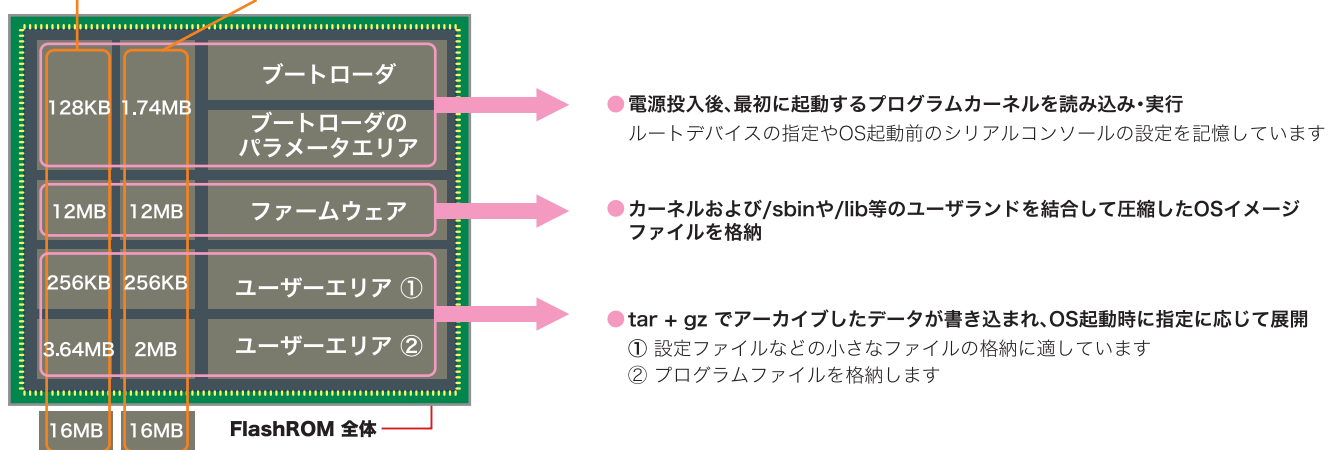 128KB 1.74MB ブートローダ
ブートローダの
パラメータエリア
12MB 12MB ファームウェア
256KB 256KB ユーザーエリア ①
3.64MB 2MB ユーザーエリア ②
16MB 16MB FlashROM 全体
●電源投入後、最初に起動するプログラムカーネルを読み込み・実行
ルートデバイスの指定やOS起動前のシリアルコンソールの設定を記憶しています
●カーネルおよび/sbinや/lib等のユーザランドを結合して圧縮したOSイメージ
ファイルを格納
●tar + gz でアーカイブしたデータが書き込まれ、OS起動時に指定に応じて展開
① 設定ファイルなどの小さなファイルの格納に適しています
② プログラムファイルを格納します